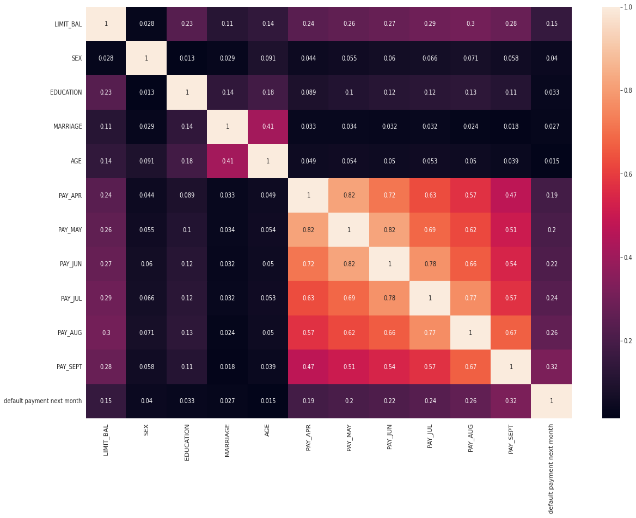 LIMIT_BAL 1 0.028 0.23 0.11 0.14 0.24 0.26 0.27 0.29 0.3 0.28 0.15
SEX 0.028 1 0.013 0.029 0.091 0.044 0.055 0.06 0.066 0.071 0.058 0.04
EDUCATION 0.23 0.013 1 0.14 0.18 0.089 0.1 0.12 0.12 0.13 0.11 0.033
MARRIAGE 0.11 0.029 0.14 1 0.41 0.033 0.034 0.032 0.032 0.024 0.018 0.027
AGE 0.14 0.091 0.18 0.41 1 0.049 0.054 0.05 0.053 0.05 0.039 0.015
PAY_APR 0.24 0.044 0.089 0.033 0.049 1 0.82 0.72 0.63 0.57 0.47 0.19
PAY_MAY 0.26 0.055 0.1 0.034 0.054 0.82 1 0.82 0.69 0.62 0.51 0.2
PAY_JUN 0.27 0.06 0.12 0.032 0.05 0.72 0.82 1 0.78 0.66 0.54 0.22
PAY_JUL 0.29 0.066 0.12 0.032 0.053 0.63 0.69 0.78 1 0.77 0.57 0.24
PAY_AUG 0.3 0.071 0.13 0.024 0.05 0.57 0.62 0.66 0.77 1 0.67 0.26
PAY_SEPT 0.28 0.058 0.11 0.018 0.039 0.47 0.51 0.54 0.57 0.67 1 0.32
default payment next month 0.15 0.04 0.033 0.027 0.015 0.19 0.2 0.22 0.24 0.26 0.32 1
LIMIT_BAL
SEX
EDUCATION
MARRIAGE
AGE
PAY_APR
PAY_MAY
PAY_JUN
PAY_JUL
PAY_AUG
PAY_SEPT
default payment next month
1.0
0.8
0.6
0.4
0.2